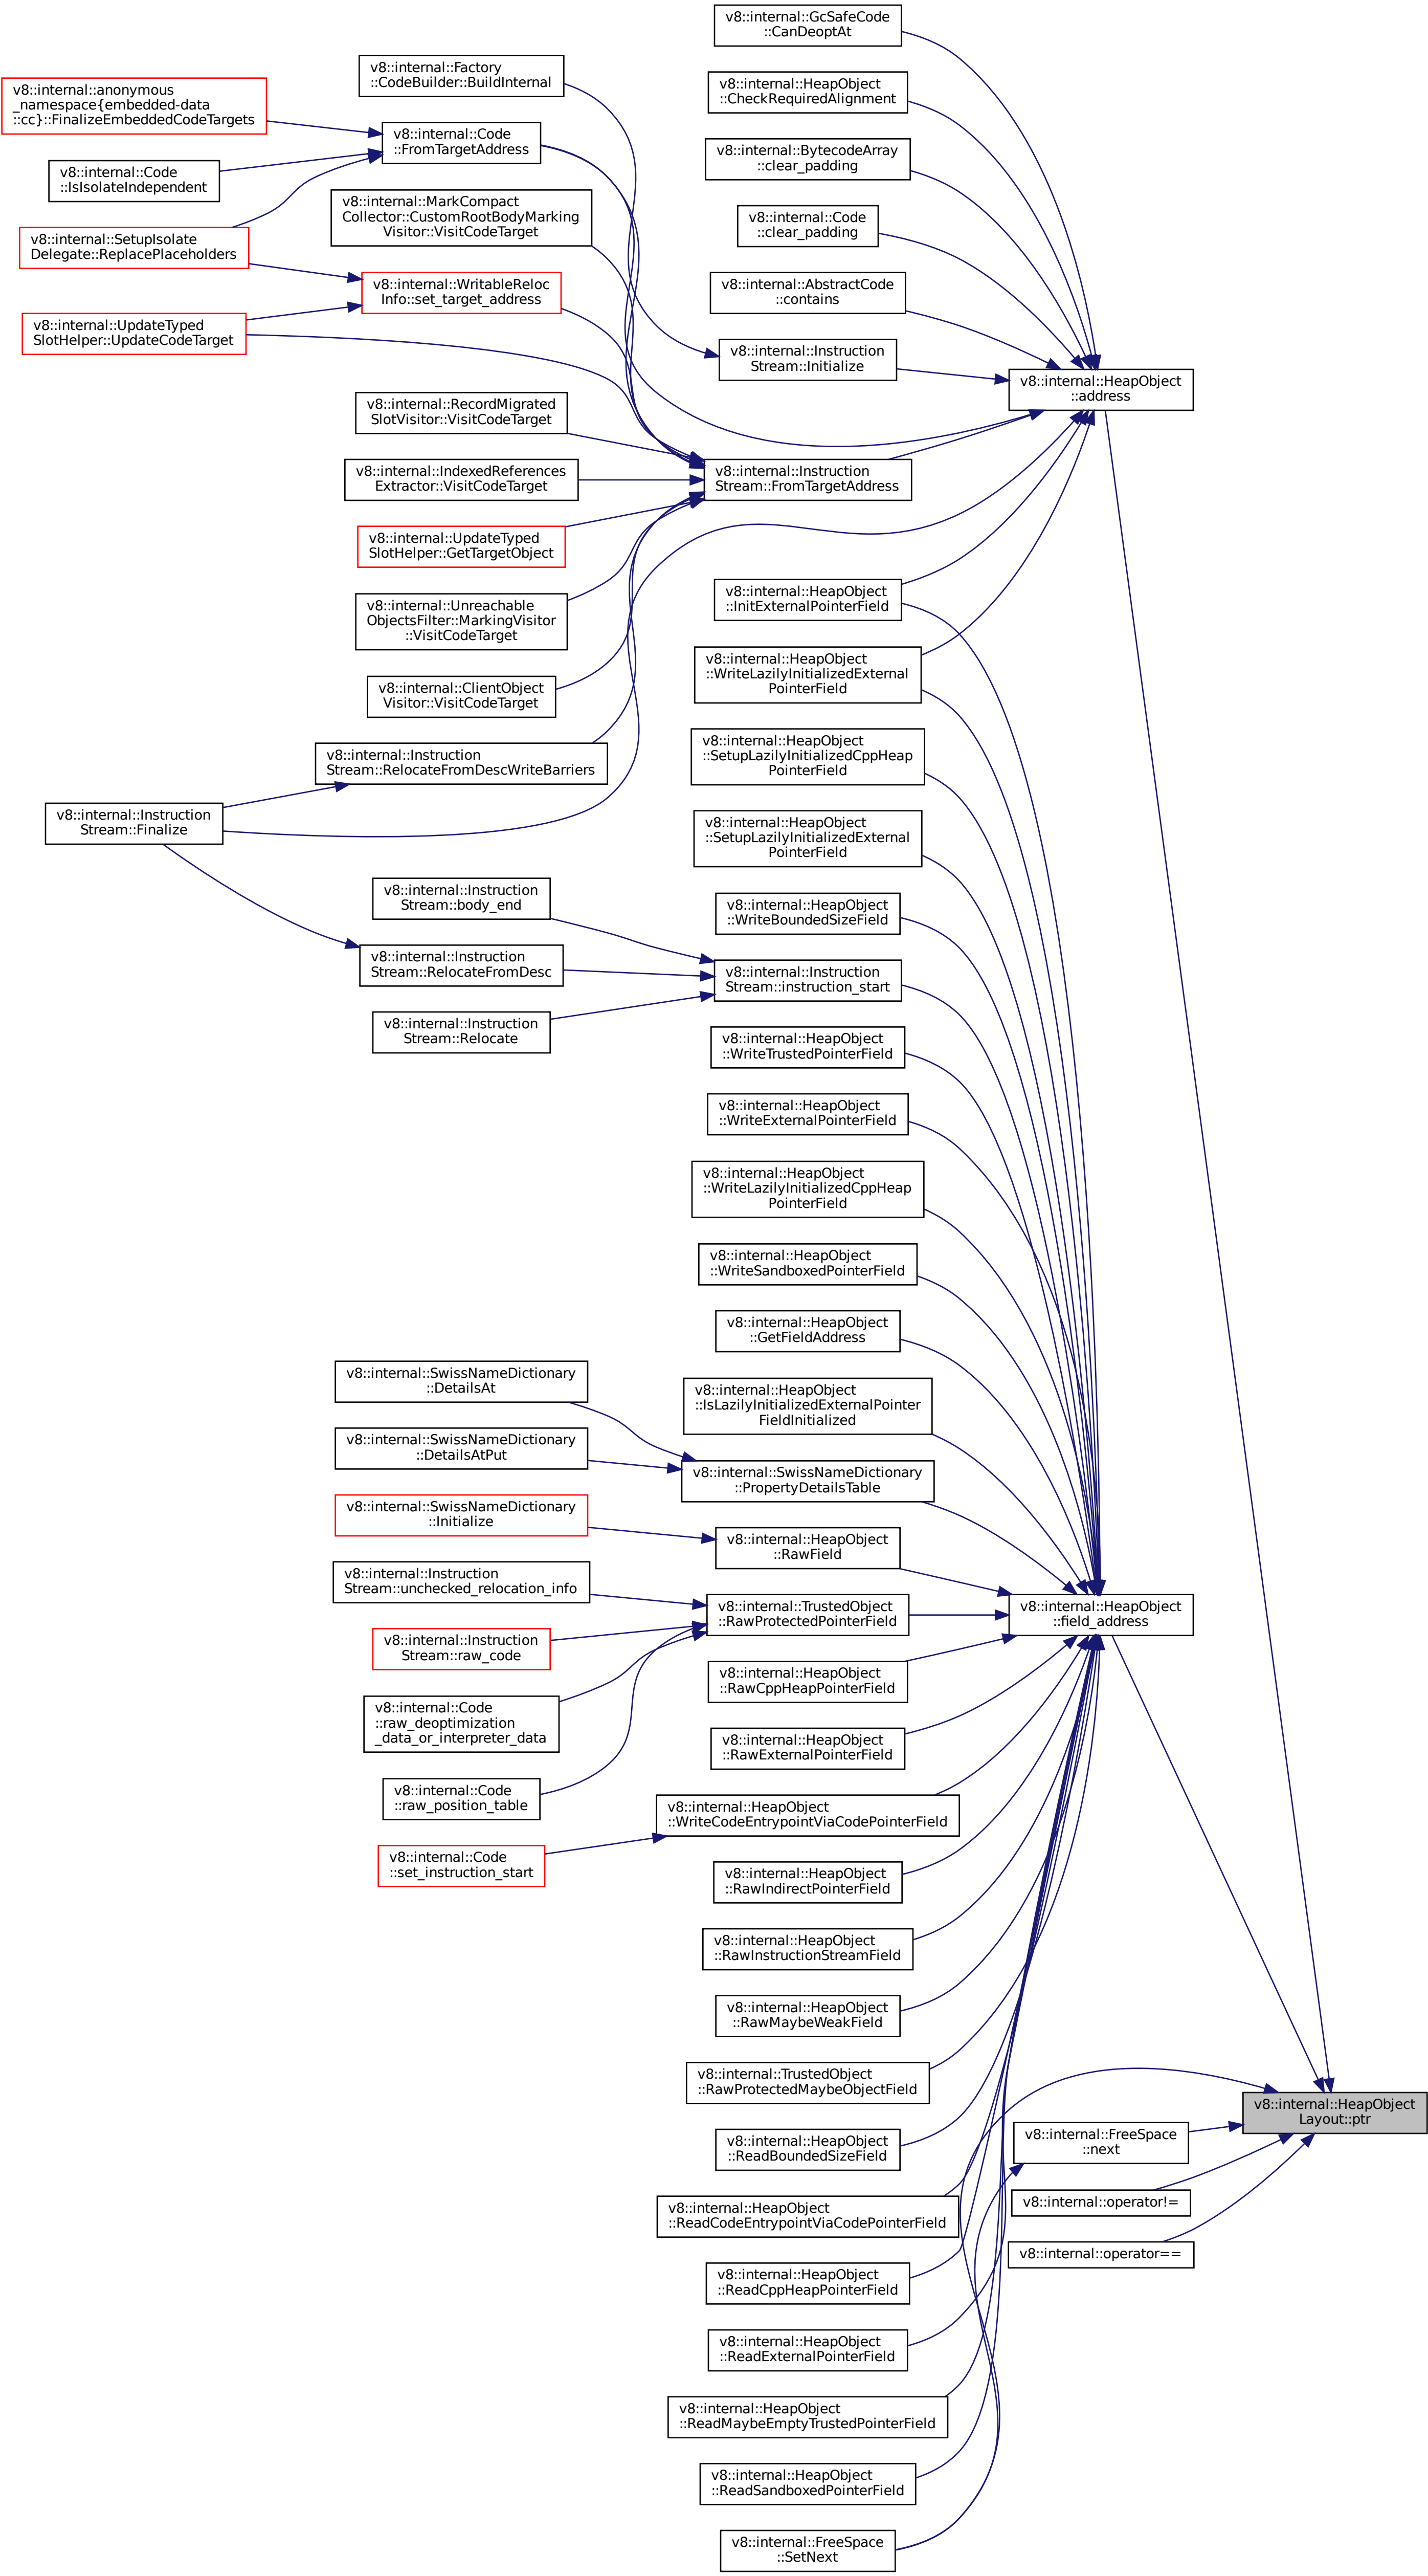 v8::internal::GcSafeCode
::CanDeoptAt
v8::internal::Factory
::CodeBuilder::BuildInternal
v8::internal::HeapObject
::CheckRequiredAlignment
v8::internal::anonymous
_namespace{embedded-data
::cc}::FinalizeEmbeddedCodeTargets
v8::internal::Code
::FromTargetAddress
v8::internal::BytecodeArray
::clear_padding
v8::internal::Code
::IsIsolateIndependent
v8::internal::MarkCompact
Collector::CustomRootBodyMarking
Visitor::VisitCodeTarget
v8::internal::Code
::clear_padding
v8::internal::SetupIsolate
Delegate::ReplacePlaceholders
v8::internal::WritableReloc
Info::set_target_address
v8::internal::AbstractCode
::contains
v8::internal::UpdateTyped
SlotHelper::UpdateCodeTarget
v8::internal::Instruction
Stream::Initialize
v8::internal::HeapObject
::address
v8::internal::RecordMigrated
SlotVisitor::VisitCodeTarget
v8::internal::IndexedReferences
Extractor::VisitCodeTarget
v8::internal::Instruction
Stream::FromTargetAddress
v8::internal::UpdateTyped
SlotHelper::GetTargetObject
v8::internal::Unreachable
ObjectsFilter::MarkingVisitor
::VisitCodeTarget
v8::internal::HeapObject
::InitExternalPointerField
v8::internal::HeapObject
::WriteLazilyInitializedExternal
PointerField
v8::internal::ClientObject
Visitor::VisitCodeTarget
v8::internal::HeapObject
::SetupLazilyInitializedCppHeap
PointerField
v8::internal::Instruction
Stream::RelocateFromDescWriteBarriers
v8::internal::Instruction
Stream::Finalize
v8::internal::HeapObject
::SetupLazilyInitializedExternal
PointerField
v8::internal::Instruction
Stream::body_end
v8::internal::HeapObject
::WriteBoundedSizeField
v8::internal::Instruction
Stream::RelocateFromDesc
v8::internal::Instruction
Stream::instruction_start
v8::internal::Instruction
Stream::Relocate
v8::internal::HeapObject
::WriteTrustedPointerField
v8::internal::HeapObject
::WriteExternalPointerField
v8::internal::HeapObject
::WriteLazilyInitializedCppHeap
PointerField
v8::internal::HeapObject
::WriteSandboxedPointerField
v8::internal::HeapObject
::GetFieldAddress
v8::internal::SwissNameDictionary
::DetailsAt
v8::internal::HeapObject
::IsLazilyInitializedExternalPointer
FieldInitialized
v8::internal::SwissNameDictionary
::DetailsAtPut
v8::internal::SwissNameDictionary
::PropertyDetailsTable
v8::internal::SwissNameDictionary
::Initialize
v8::internal::HeapObject
::RawField
v8::internal::Instruction
Stream::unchecked_relocation_info
v8::internal::TrustedObject
::RawProtectedPointerField
v8::internal::HeapObject
::field_address
v8::internal::Instruction
Stream::raw_code
v8::internal::HeapObject
::RawCppHeapPointerField
v8::internal::Code
::raw_deoptimization
_data_or_interpreter_data
v8::internal::HeapObject
::RawExternalPointerField
v8::internal::Code
::raw_position_table
v8::internal::HeapObject
::WriteCodeEntrypointViaCodePointerField
v8::internal::Code
::set_instruction_start
v8::internal::HeapObject
::RawIndirectPointerField
v8::internal::HeapObject
::RawInstructionStreamField
v8::internal::HeapObject
::RawMaybeWeakField
v8::internal::TrustedObject
::RawProtectedMaybeObjectField
v8::internal::HeapObject
Layout::ptr
v8::internal::HeapObject
::ReadBoundedSizeField
v8::internal::FreeSpace
::next
v8::internal::HeapObject
::ReadCodeEntrypointViaCodePointerField
v8::internal::operator!=
v8::internal::operator==
v8::internal::HeapObject
::ReadCppHeapPointerField
v8::internal::HeapObject
::ReadExternalPointerField
v8::internal::HeapObject
::ReadMaybeEmptyTrustedPointerField
v8::internal::HeapObject
::ReadSandboxedPointerField
v8::internal::FreeSpace
::SetNext